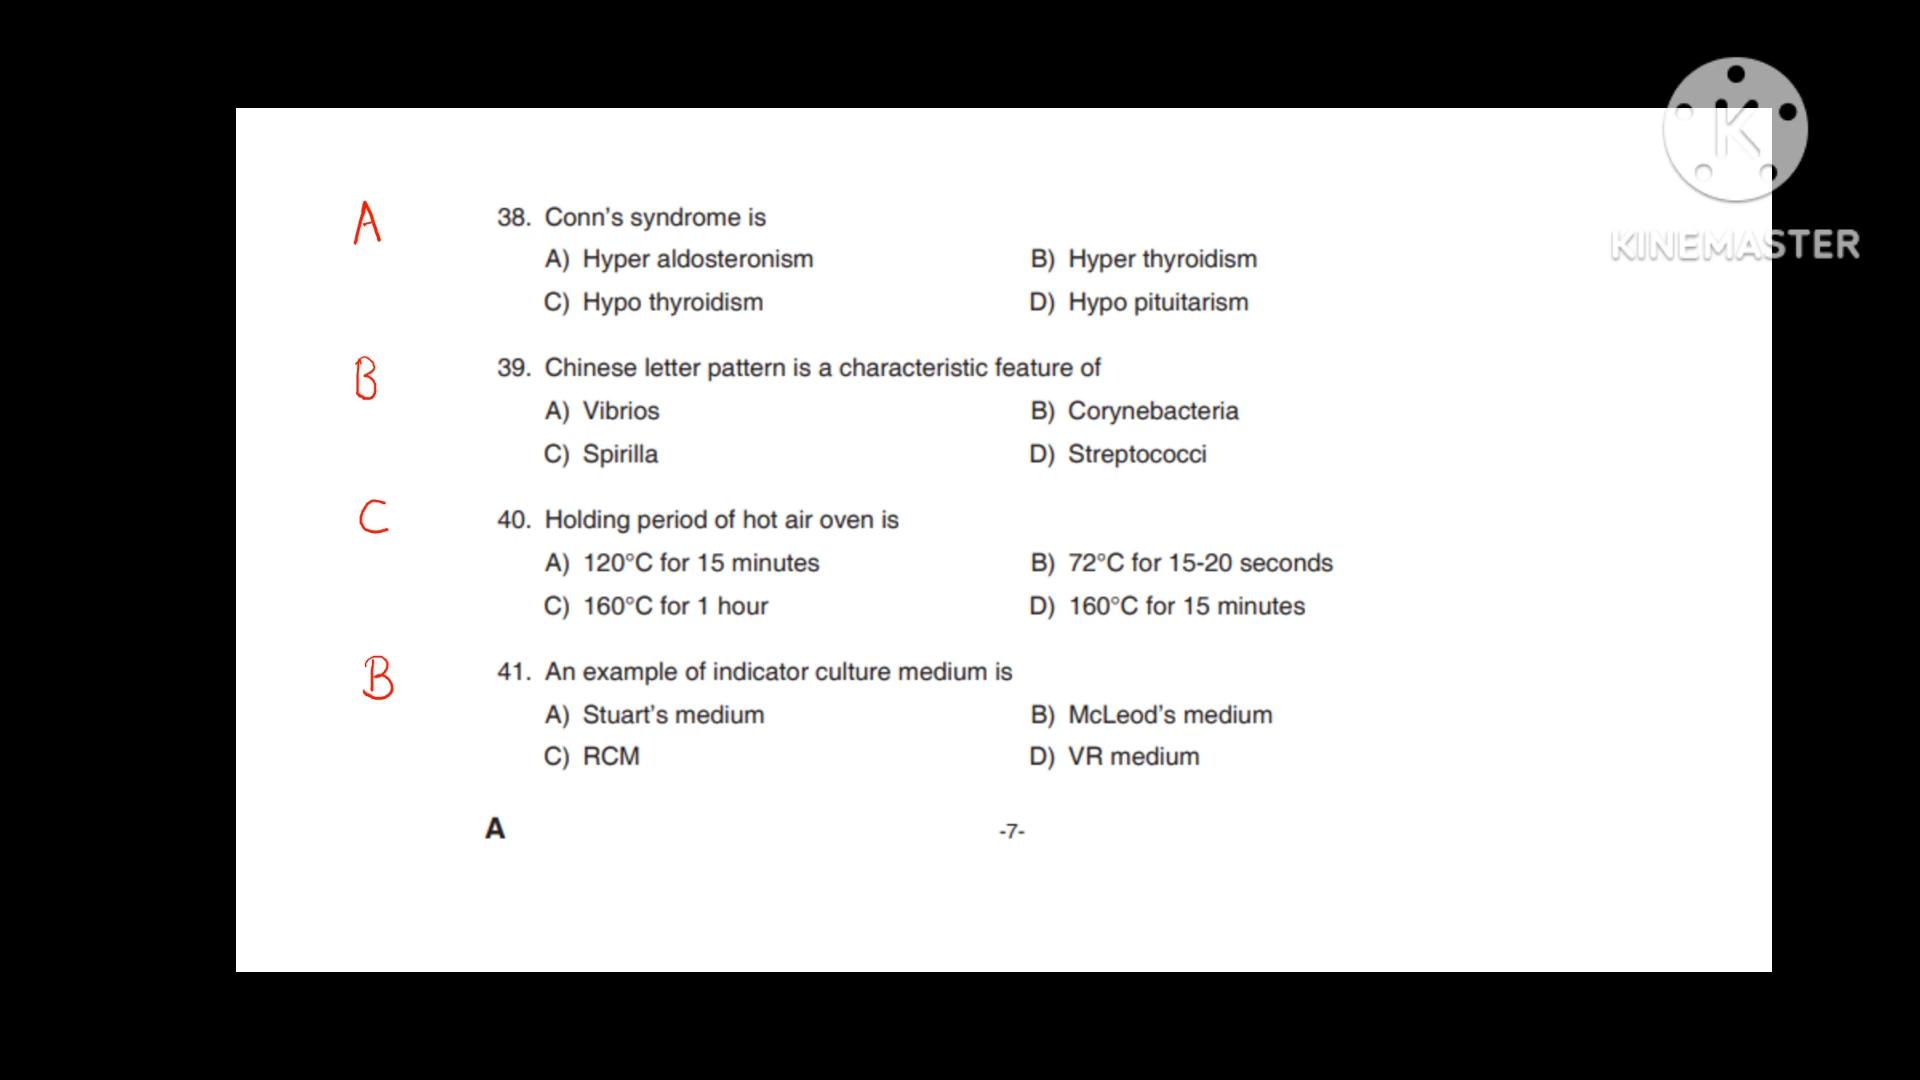 K
KINEMASTER
A 38. Conn's syndrome is
A) Hyper aldosteronism B) Hyper thyroidism
C) Hypo thyroidism D) Hypo pituitarism
B 39. Chinese letter pattern is a characteristic feature of
A) Vibrios B) Corynebacteria
C) Spirilla D) Streptococci
C 40. Holding period of hot air oven is
A) 120°C for 15 minutes B) 72°C for 15-20 seconds
C) 160°C for 1 hour D) 160°C for 15 minutes
B 41. An example of indicator culture medium is
A) Stuart's medium B) McLeod's medium
C) RCM D) VR medium
A -7-